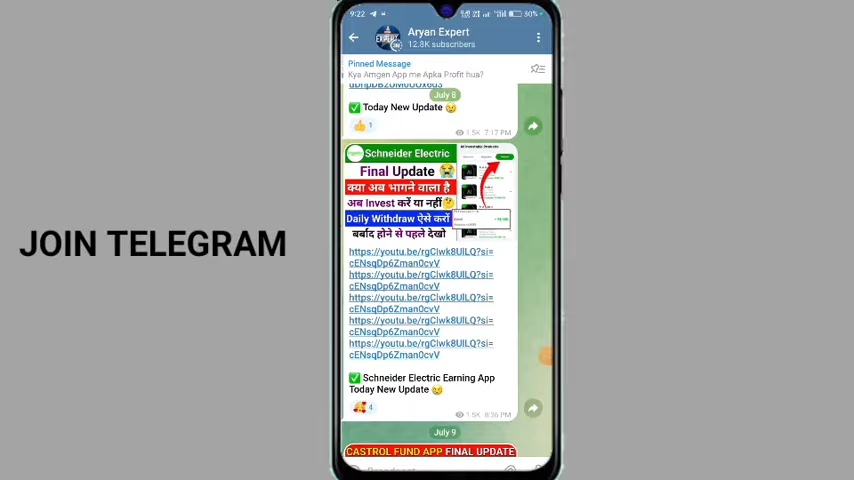 9:22
30%
Aryan Expert
12.8K subscribers
Pinned Message
Kya Amgen App me Apka Profit hua?
July 8
✅ Today New Update 😢
👍 1
1.5K 7:17 PM
Schneider Electric
Final Update 😭
क्या अब भागने वाला है
अब Invest करें या नहीं🤔
Daily Withdraw ऐसे करों
बर्बाद होने से पहले देखो
https://youtu.be/rgClwk8UlLQ?si=
cENsqDp6Zman0cvV
https://youtu.be/rgClwk8UlLQ?si=
cENsqDp6Zman0cvV
https://youtu.be/rgClwk8UlLQ?si=
cENsqDp6Zman0cvV
https://youtu.be/rgClwk8UlLQ?si=
cENsqDp6Zman0cvV
https://youtu.be/rgClwk8UlLQ?si=
cENsqDp6Zman0cvV
✅ Schneider Electric Earning App
Today New Update 😢
🥰 4
1.5K 8:36 PM
July 9
CASTROL FUND APP FINAL UPDATE
Broadcast
JOIN TELEGRAM